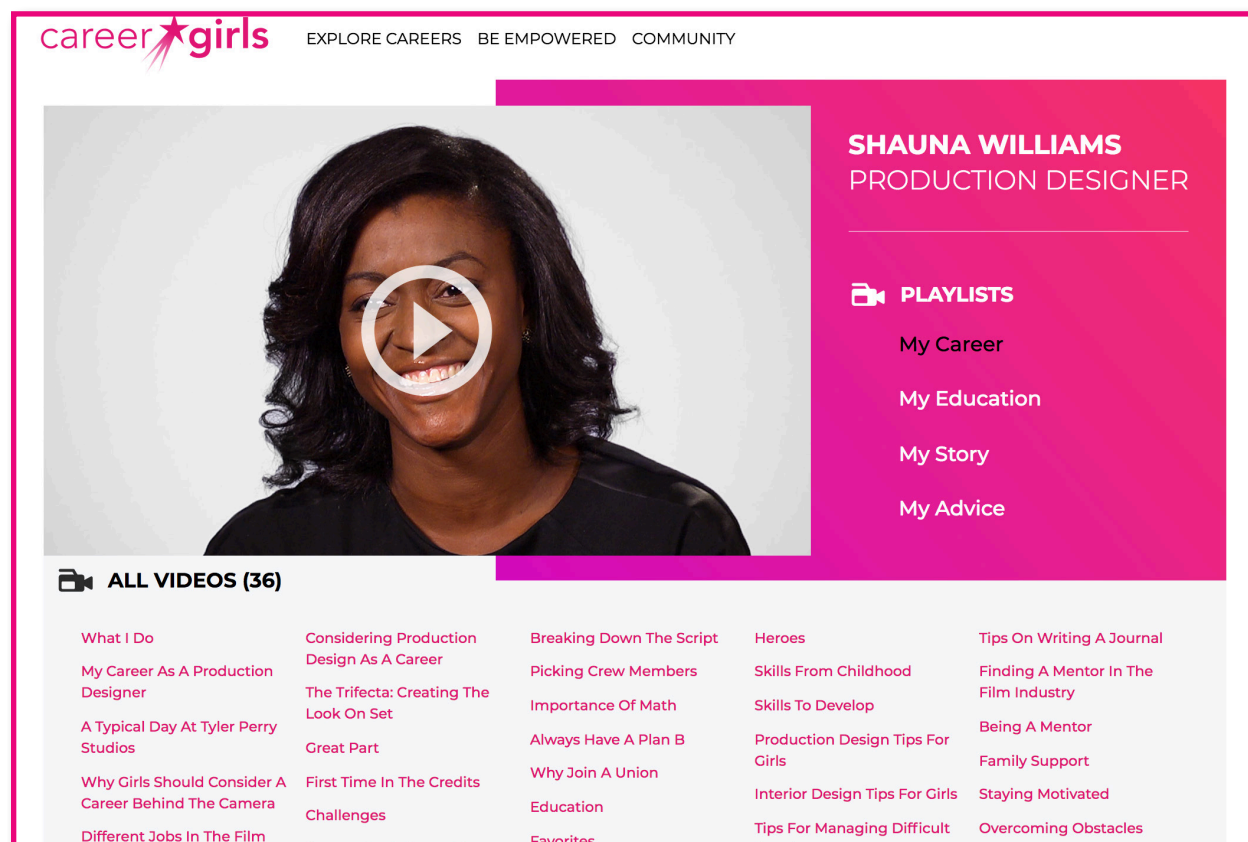 career girls
EXPLORE CAREERS BE EMPOWERED COMMUNITY
SHAUNA WILLIAMS
PRODUCTION DESIGNER
PLAYLISTS
My Career
My Education
My Story
My Advice
ALL VIDEOS (36)
What I Do
My Career As A Production
Designer
A Typical Day At Tyler Perry
Studios
Why Girls Should Consider A
Career Behind The Camera
Different Jobs In The Film
Considering Production
Design As A Career
The Trifecta: Creating The
Look On Set
Great Part
First Time In The Credits
Challenges
Breaking Down The Script
Picking Crew Members
Importance Of Math
Always Have A Plan B
Why Join A Union
Education
Favorites
Heroes
Skills From Childhood
Skills To Develop
Production Design Tips For
Girls
Interior Design Tips For Girls
Tips For Managing Difficult
Tips On Writing A Journal
Finding A Mentor In The
Film Industry
Being A Mentor
Family Support
Staying Motivated
Overcoming Obstacles